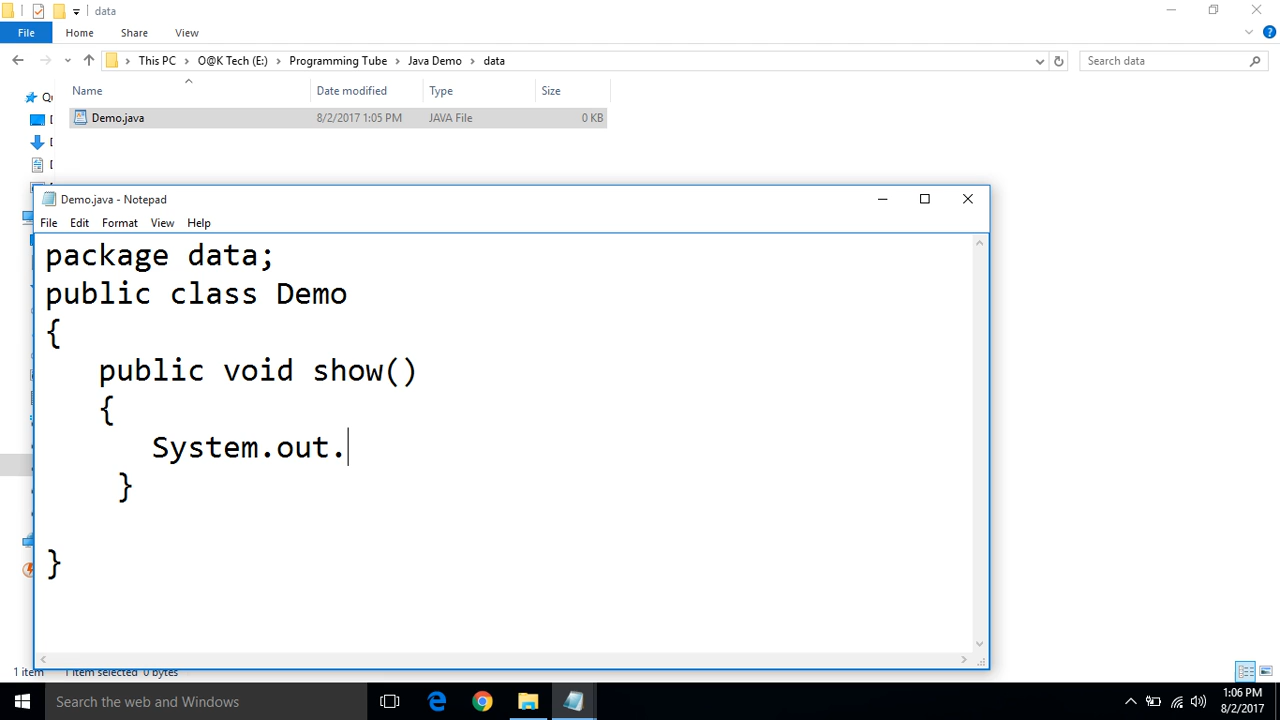 data
File Home Share View
This PC O@K Tech (E:) Programming Tube Java Demo data Search data
Name Date modified Type Size
Demo.java 8/2/2017 1:05 PM JAVA File 0 KB
Demo.java - Notepad
File Edit Format View Help
package data;
public class Demo
{
public void show()
{
System.out.
}
}
1 item 1 item selected 0 bytes
Search the web and Windows
1:06 PM
8/2/2017